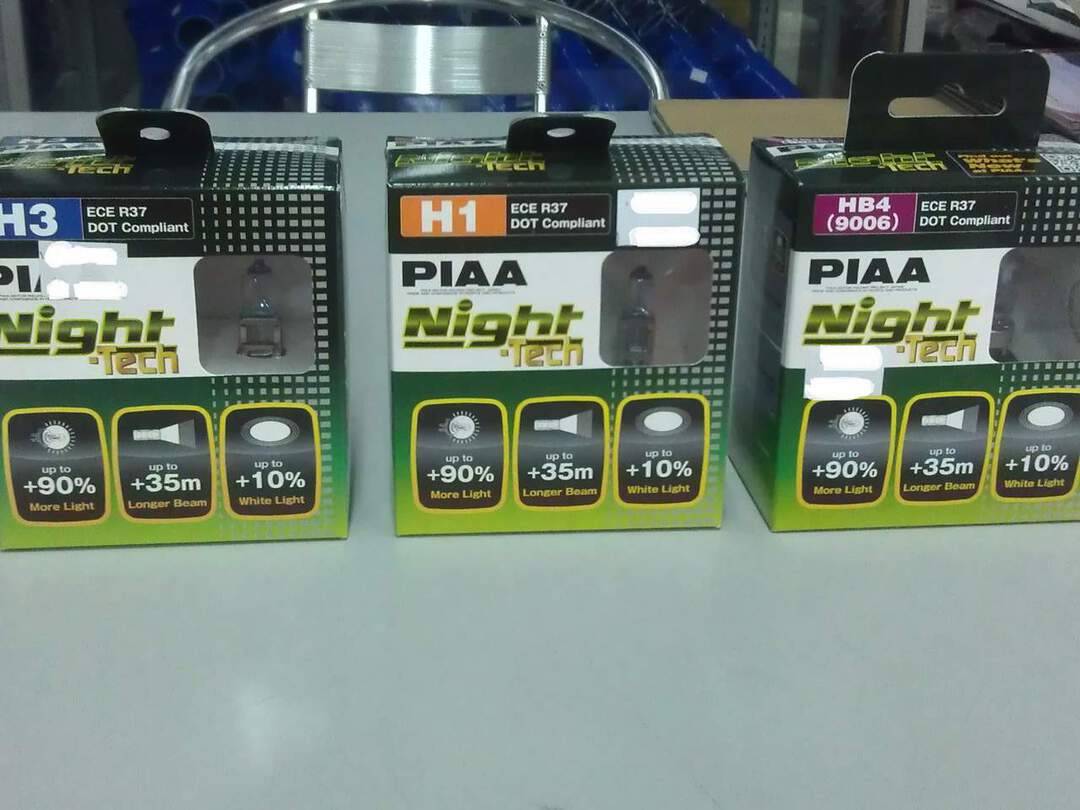 H3
ECE R37
DOT Compliant
Night
-Tech
up to
+90%
More Light
up to
+35m
Longer Beam
up to
+10%
White Light
Night
-Tech
H1
ECE R37
DOT Compliant
PIAA
Night
-Tech
up to
+90%
More Light
up to
+35m
Longer Beam
up to
+10%
White Light
HB4
(9006)
ECE R37
DOT Compliant
PIAA
Night
-Tech
up to
+90%
More Light
up to
+35m
Longer Beam
up to
+10%
White Light